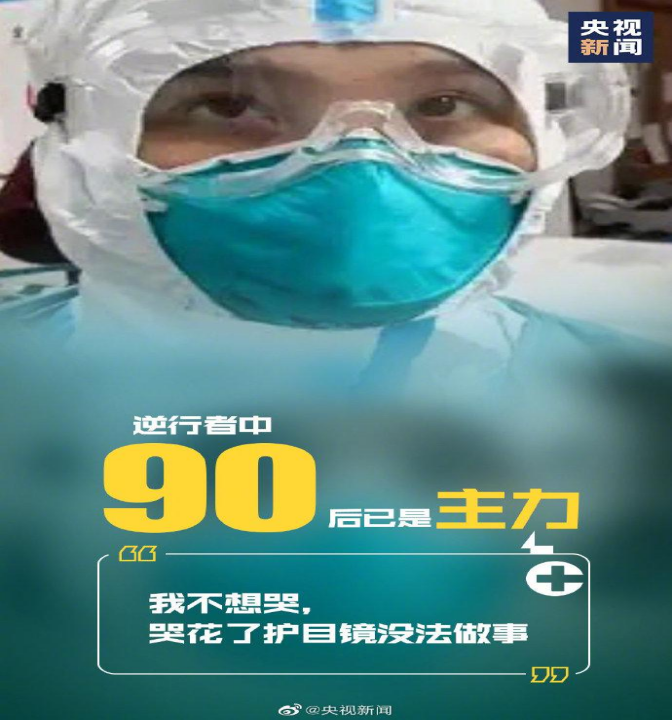 央视
新闻
逆行者中
90后已是主力
我不想哭，
哭花了护目镜没法做事
@央视新闻